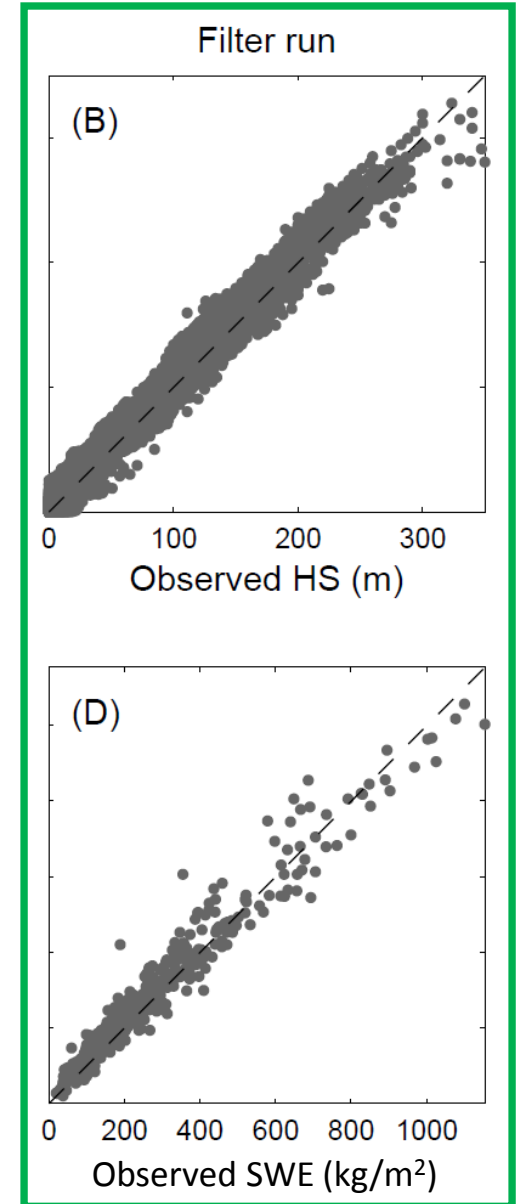 Filter run
(B)
0 100 200 300
Observed HS (m)
(D)
0 200 400 600 800 1000
Observed SWE (kg/m²)